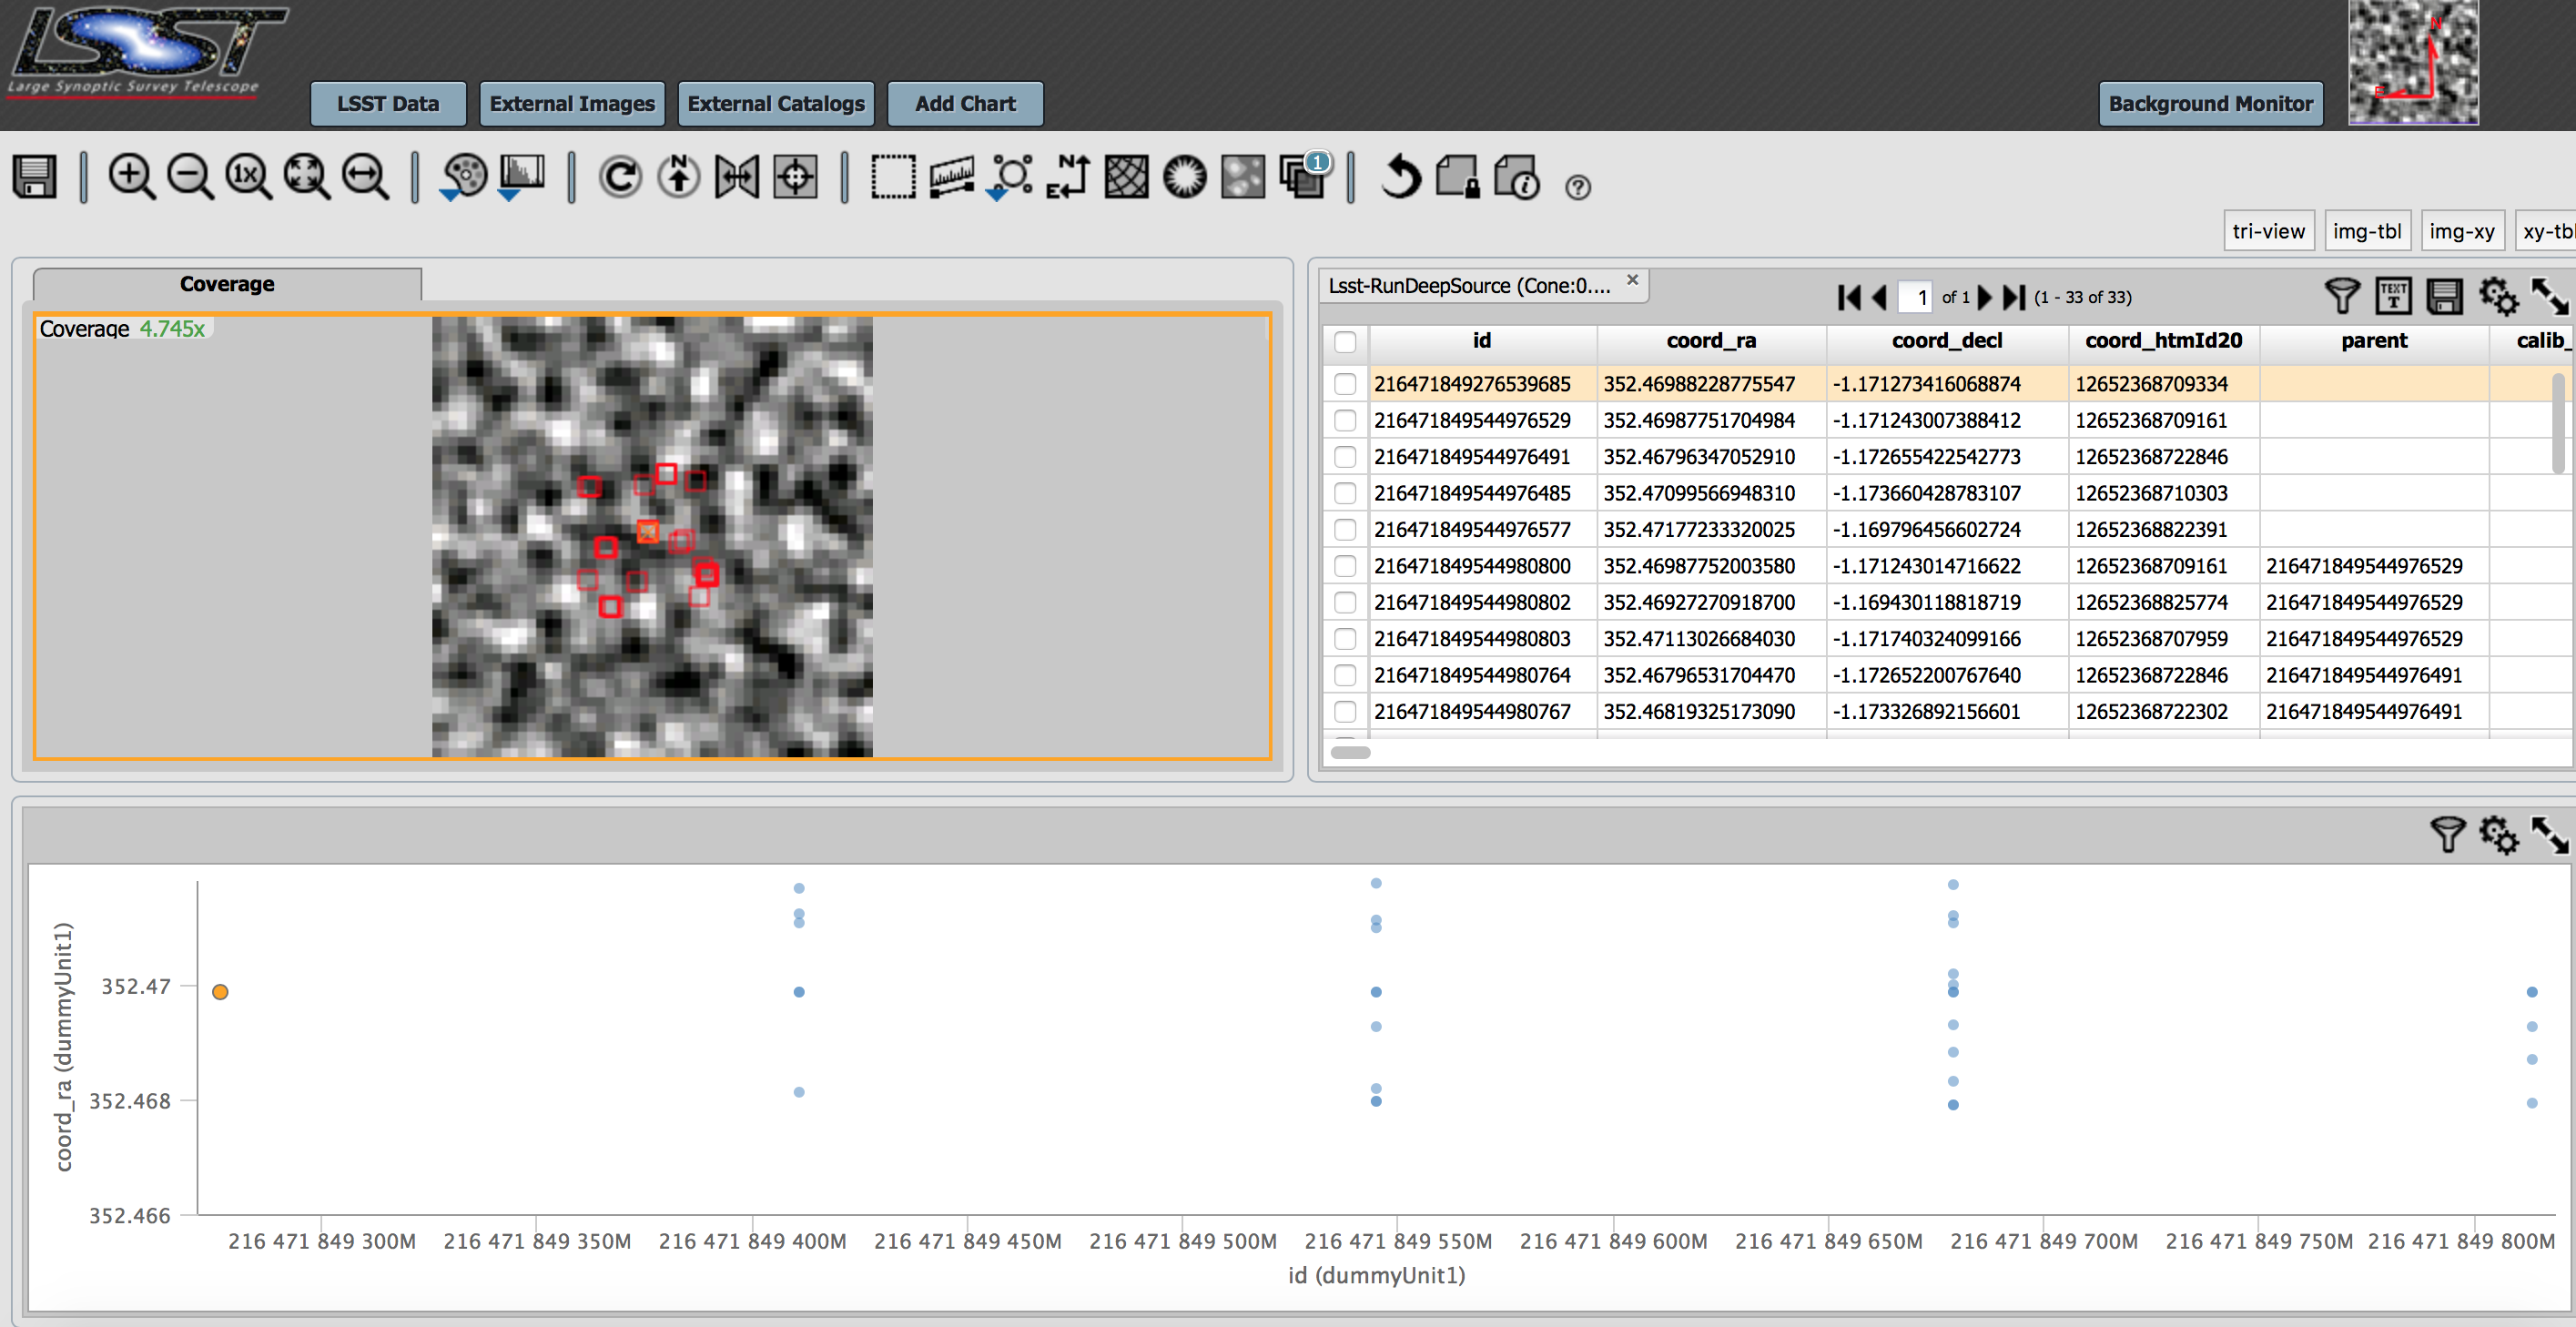 LSST
Large Synoptic Survey Telescope
LSST Data External Images External Catalogs Add Chart Background Monitor
N
E
1x N N E 1 i ?
tri-view img-tbl img-xy xy-tbl
Coverage
Coverage 4.745x
Lsst-RunDeepSource (Cone:0.... × 1 of 1 (1 - 33 of 33) TEXT T
id coord_ra coord_decl coord_htmId20 parent calib_
216471849276539685 352.46988228775547 -1.171273416068874 12652368709334
216471849544976529 352.46987751704984 -1.171243007388412 12652368709161
216471849544976491 352.46796347052910 -1.172655422542773 12652368722846
216471849544976485 352.47099566948310 -1.173660428783107 12652368710303
216471849544976577 352.47177233320025 -1.169796456602724 12652368822391
216471849544980800 352.46987752003580 -1.171243014716622 12652368709161 216471849544976529
216471849544980802 352.46927270918700 -1.169430118818719 12652368825774 216471849544976529
216471849544980803 352.47113026684030 -1.171740324099166 12652368707959 216471849544976529
216471849544980764 352.46796531704470 -1.172652200767640 12652368722846 216471849544976491
216471849544980767 352.46819325173090 -1.173326892156601 12652368722302 216471849544976491
coord_ra (dummyUnit1)
352.47
352.468
352.466
216 471 849 300M 216 471 849 350M 216 471 849 400M 216 471 849 450M 216 471 849 500M 216 471 849 550M 216 471 849 600M 216 471 849 650M 216 471 849 700M 216 471 849 750M 216 471 849 800M
id (dummyUnit1)